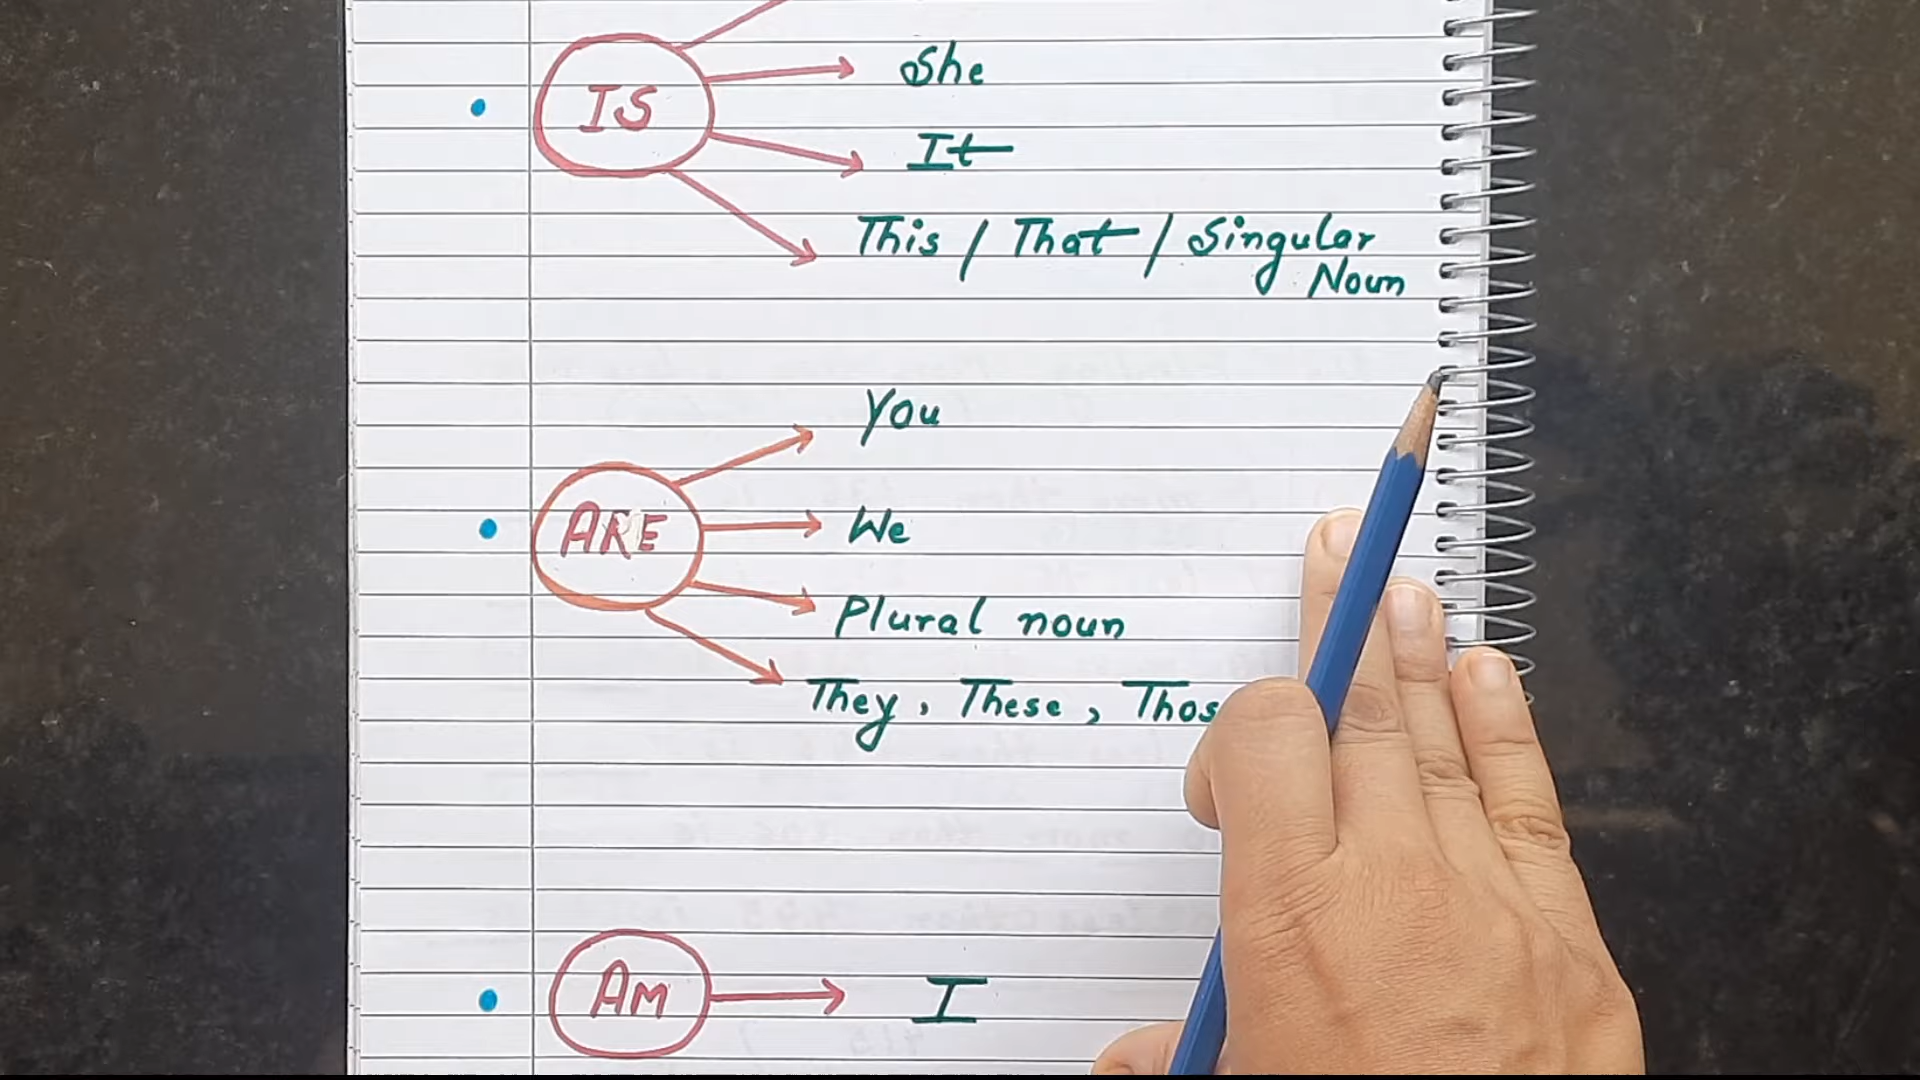 She
IS
It
This / That / Singular
Noun
You
ARE
We
Plural noun
They, These, Thos
AM
I